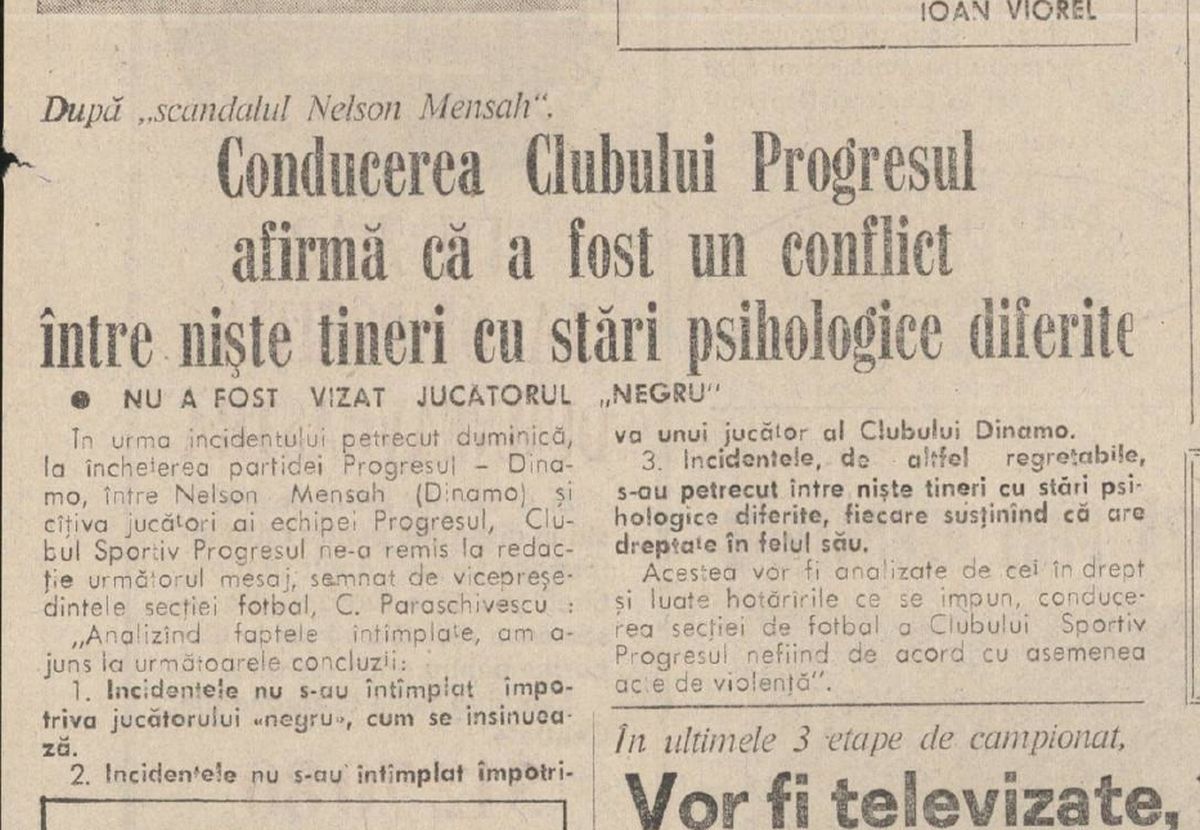 IOAN VIOREL
După „scandalul Nelson Mensah“.
Conducerea Clubului Progresul
afirmă că a fost un conflict
între niște tineri cu stări psihologice diferite
● NU A FOST VIZAT JUCATORUL „NEGRU“
În urma incidentului petrecut duminică,
la încheierea partidei Progresul – Dina-
mo, între Nelson Mensah (Dinamo) și
cîțiva jucători ai echipei Progresul, Clu-
bul Sportiv Progresul ne-a remis la redac-
ție următorul mesaj, semnat de vicepreșe-
dintele secției fotbal, C. Paraschivescu :
„Analizînd faptele întîmplate, am a-
juns la următoarele concluzii:
1. Incidentele nu s-au întîmplat împo-
triva jucătorului «negru», cum se insinuea-
ză.
2. Incidentele nu s-au întîmplat împotri-
va unui jucător al Clubului Dinamo.
3. Incidentele, de altfel regretabile,
s-au petrecut între niște tineri cu stări psi-
hologice diferite, fiecare susținînd că are
dreptate în felul său.
Acestea vor fi analizate de cei în drept
și luate hotărîrile ce se impun, conduce-
rea secției de fotbal a Clubului Sportiv
Progresul nefiind de acord cu asemenea
acte de violență“.
În ultimele 3 etape de campionat,
Vor fi televizate,